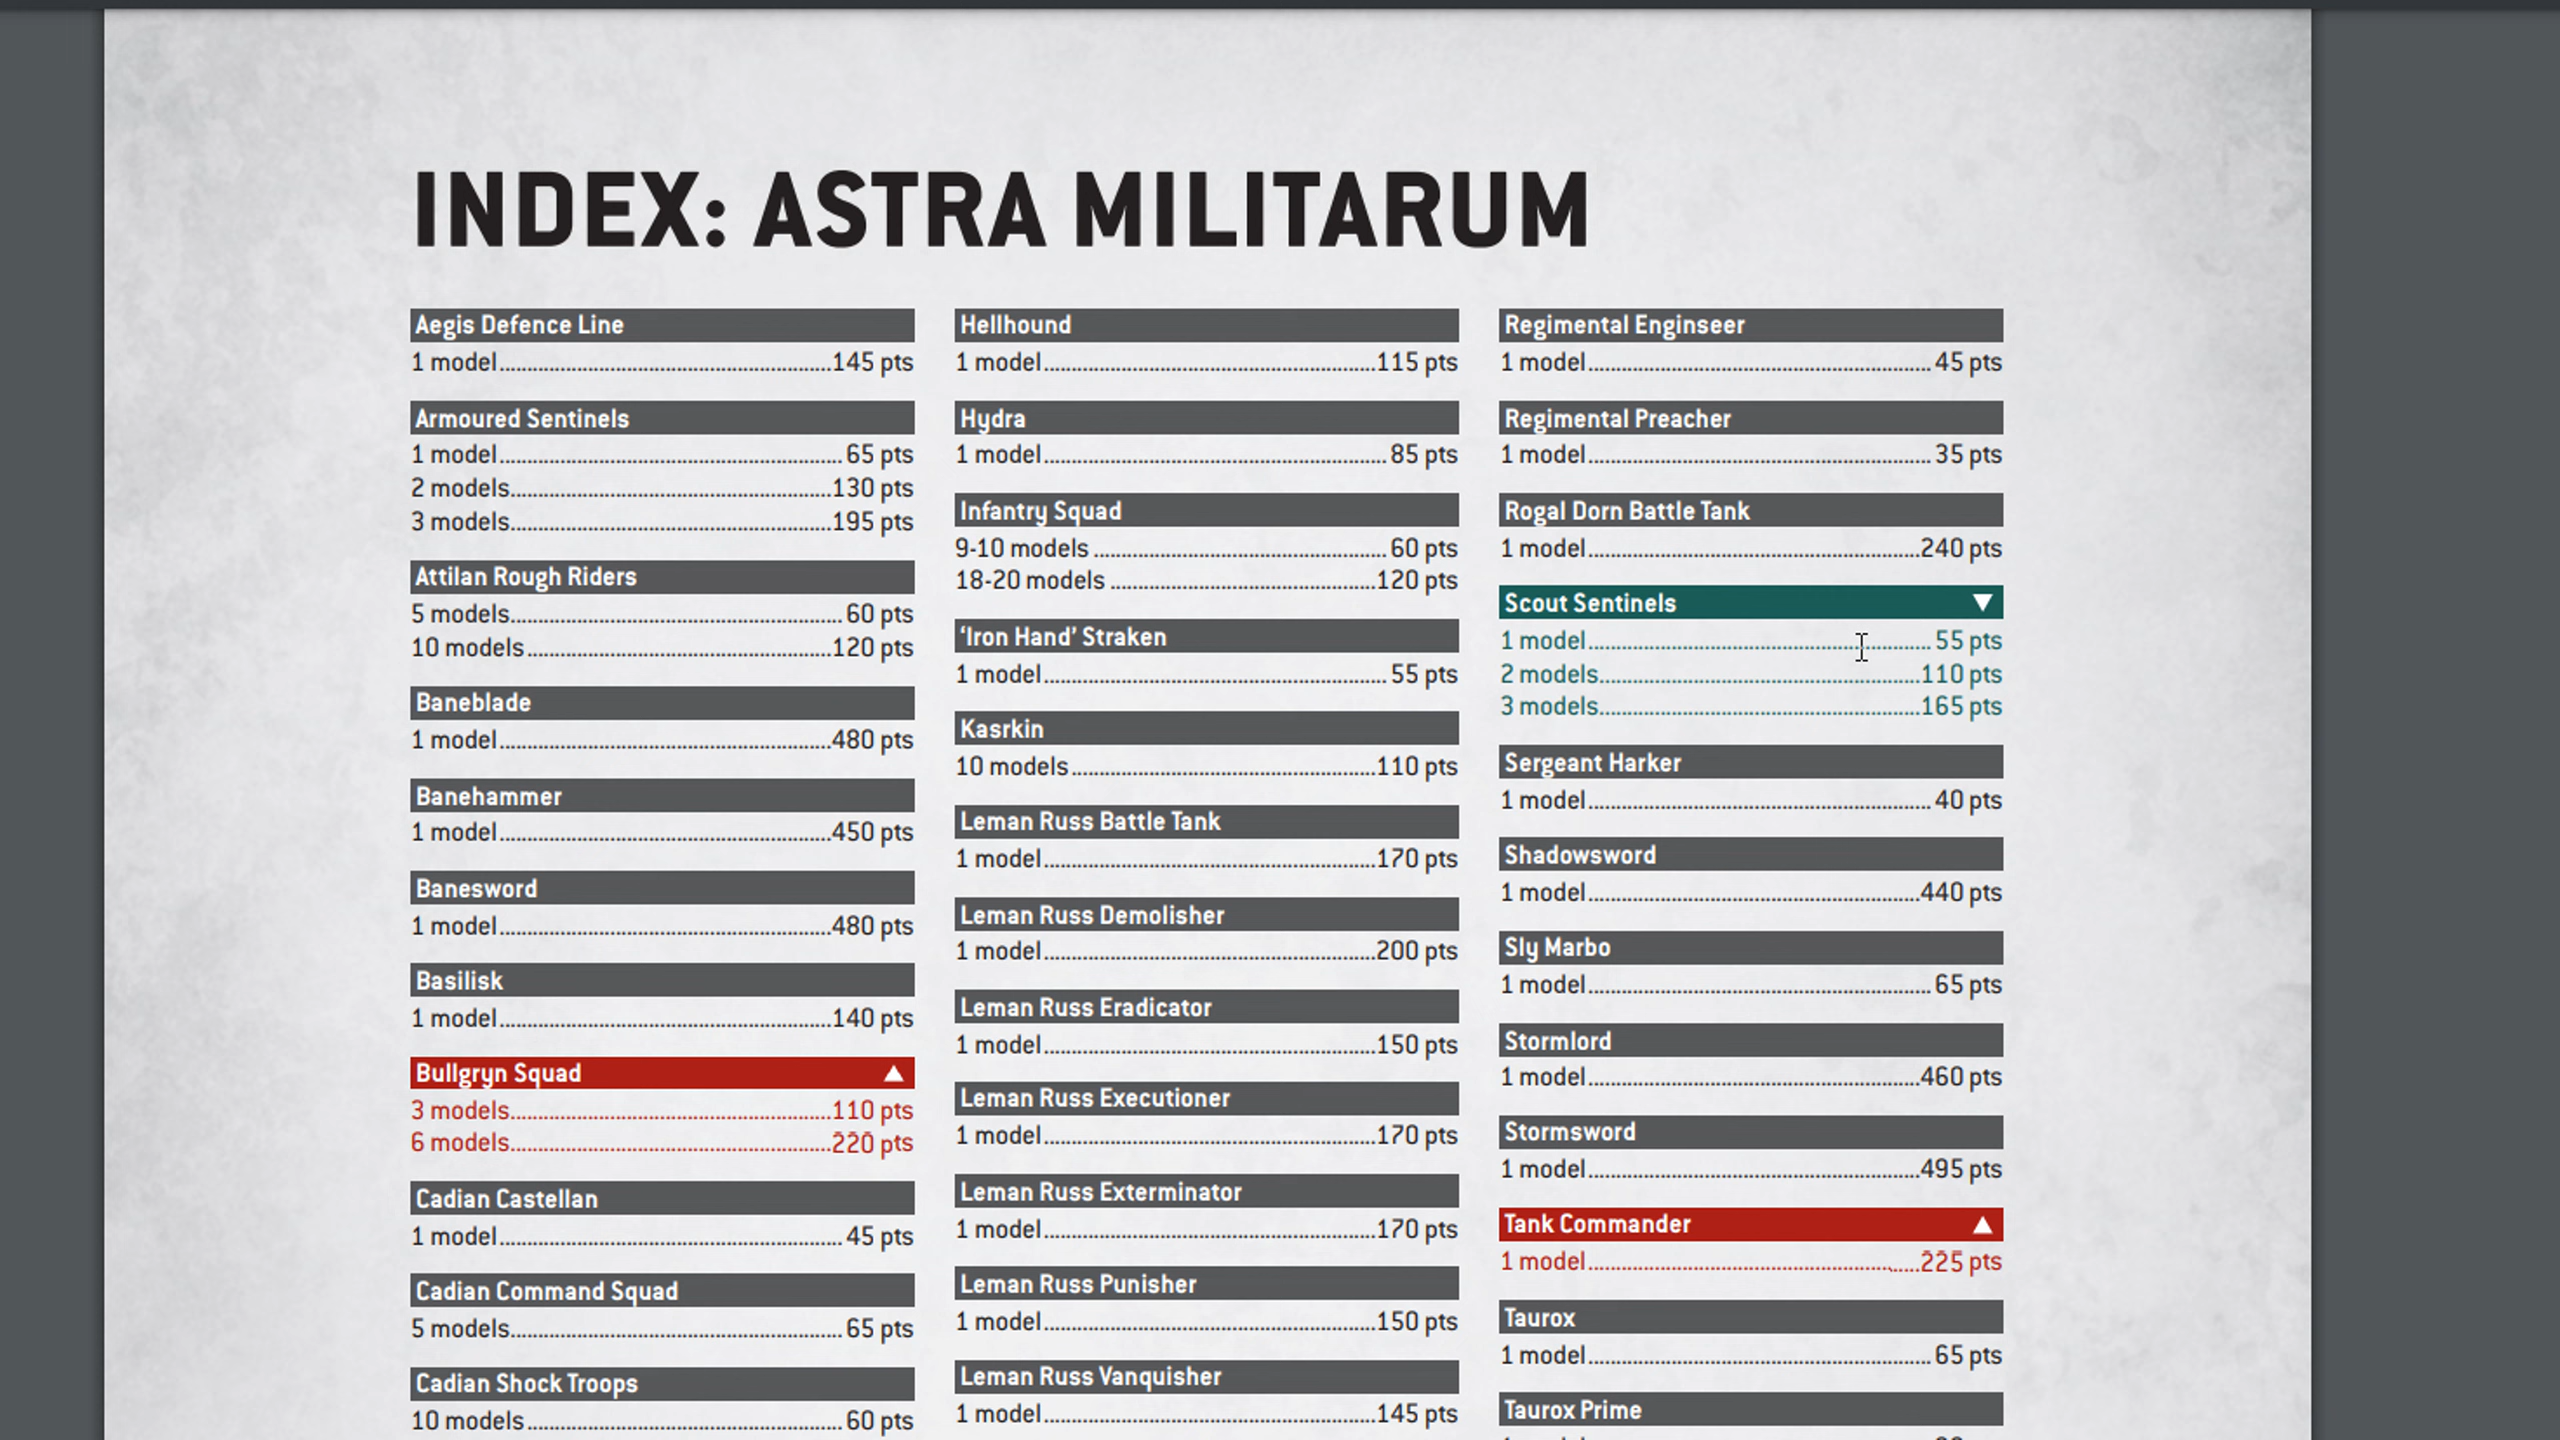 INDEX: ASTRA MILITARUM
Aegis Defence Line
1 model 145 pts
Armoured Sentinels
1 model 65 pts
2 models 130 pts
3 models 195 pts
Attilan Rough Riders
5 models 60 pts
10 models 120 pts
Baneblade
1 model 480 pts
Banehammer
1 model 450 pts
Banesword
1 model 480 pts
Basilisk
1 model 140 pts
Bullgryn Squad ▲
3 models 110 pts
6 models 220 pts
Cadian Castellan
1 model 45 pts
Cadian Command Squad
5 models 65 pts
Cadian Shock Troops
10 models 60 pts
Hellhound
1 model 115 pts
Hydra
1 model 85 pts
Infantry Squad
9-10 models 60 pts
18-20 models 120 pts
‘Iron Hand’ Straken
1 model 55 pts
Kasrkin
10 models 110 pts
Leman Russ Battle Tank
1 model 170 pts
Leman Russ Demolisher
1 model 200 pts
Leman Russ Eradicator
1 model 150 pts
Leman Russ Executioner
1 model 170 pts
Leman Russ Exterminator
1 model 170 pts
Leman Russ Punisher
1 model 150 pts
Leman Russ Vanquisher
1 model 145 pts
Regimental Enginseer
1 model 45 pts
Regimental Preacher
1 model 35 pts
Rogal Dorn Battle Tank
1 model 240 pts
Scout Sentinels ▼
1 model 55 pts
2 models 110 pts
3 models 165 pts
Sergeant Harker
1 model 40 pts
Shadowsword
1 model 440 pts
Sly Marbo
1 model 65 pts
Stormlord
1 model 460 pts
Stormsword
1 model 495 pts
Tank Commander ▲
1 model 225 pts
Taurox
1 model 65 pts
Taurox Prime